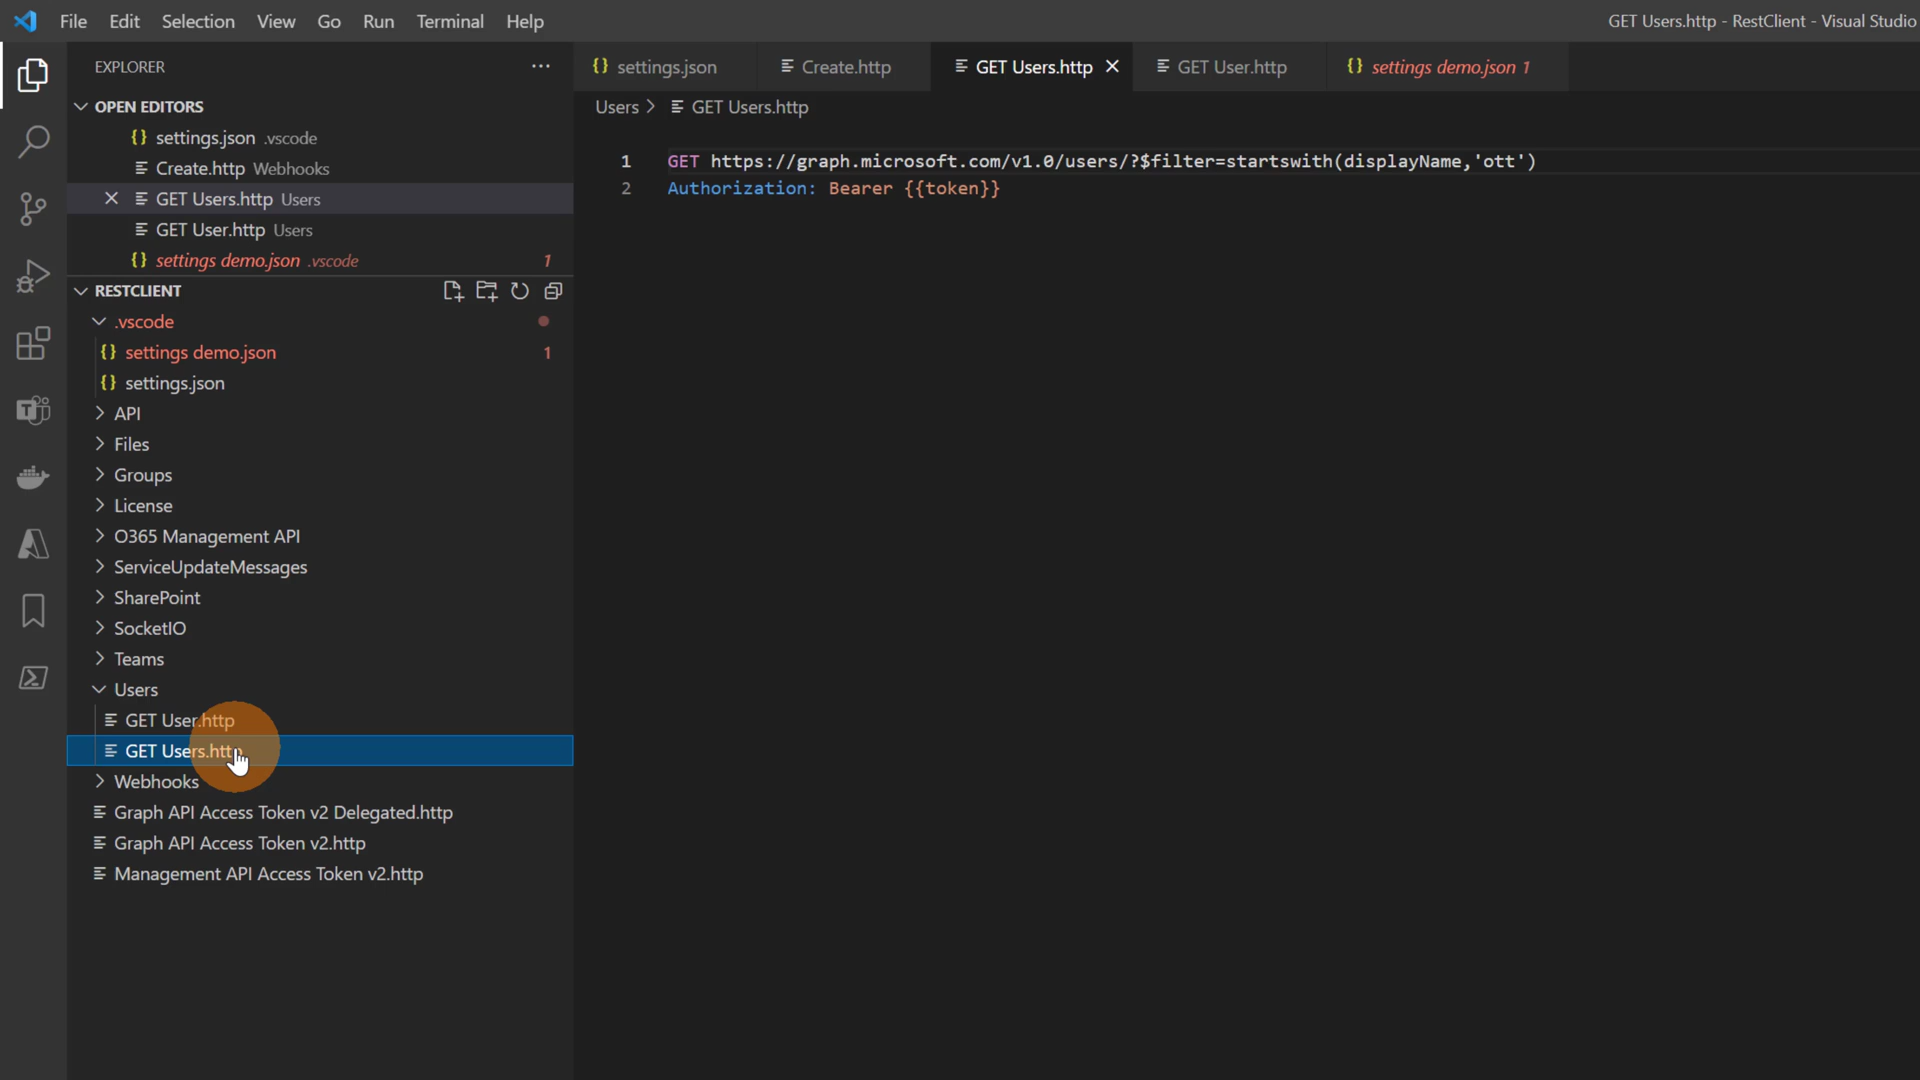 File Edit Selection View Go Run Terminal Help
GET Users.http - RestClient - Visual Studio
EXPLORER
settings.json
Create.http
GET Users.http
GET User.http
settings demo.json 1
Users > GET Users.http
OPEN EDITORS
settings.json .vscode
Create.http Webhooks
GET Users.http Users
GET User.http Users
settings demo.json .vscode 1
1 GET https://graph.microsoft.com/v1.0/users/?$filter=startswith(displayName,'ott')
2 Authorization: Bearer {{token}}
RESTCLIENT
.vscode
settings demo.json 1
settings.json
API
Files
Groups
License
O365 Management API
ServiceUpdateMessages
SharePoint
SocketIO
Teams
Users
GET User.http
GET Users.http
Webhooks
Graph API Access Token v2 Delegated.http
Graph API Access Token v2.http
Management API Access Token v2.http